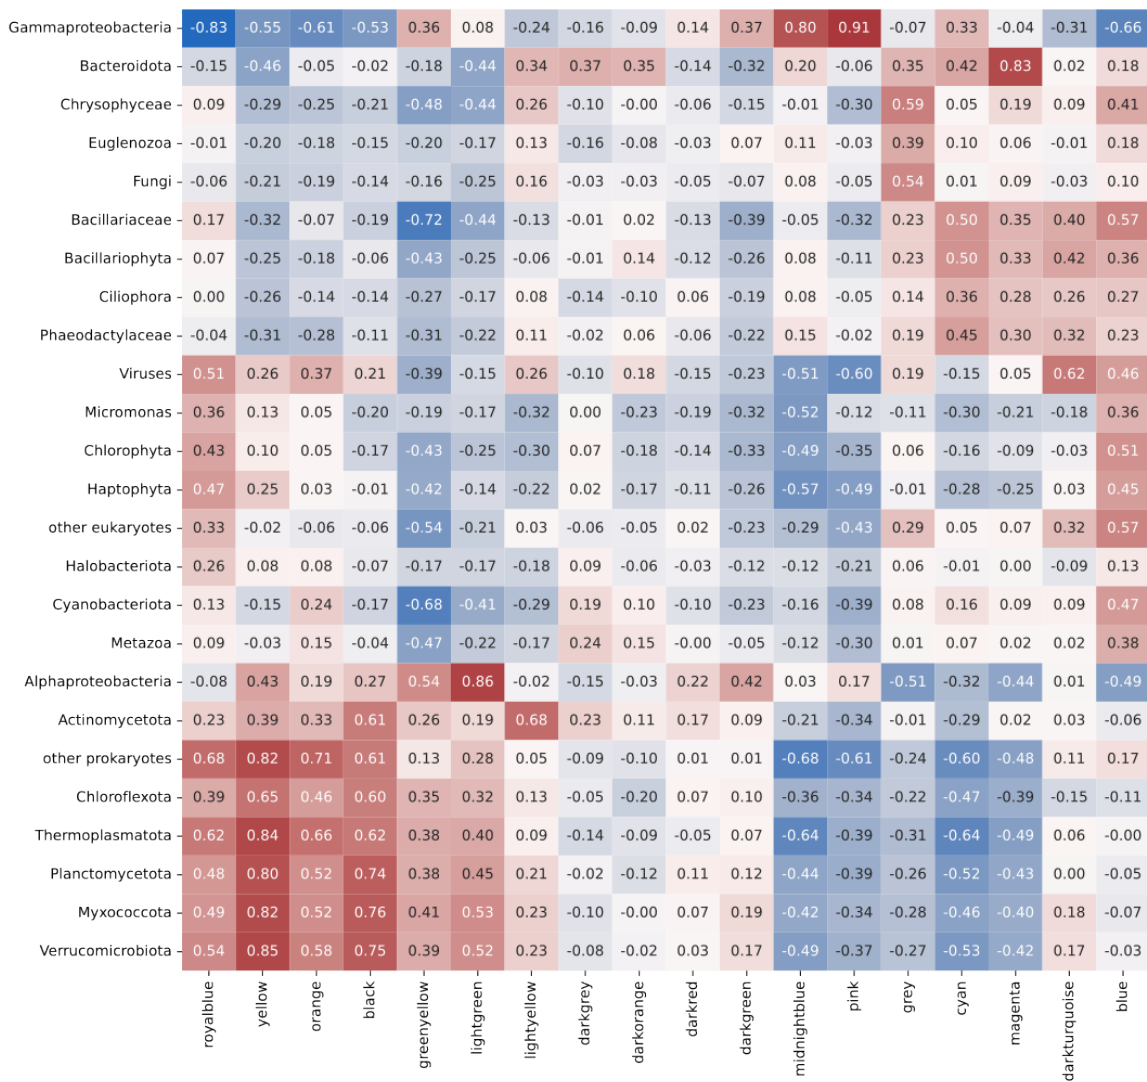 Gammaproteobacteria -0.83 -0.55 -0.61 -0.53 0.36 0.08 -0.24 -0.16 -0.09 0.14 0.37 0.80 0.91 -0.07 0.33 -0.04 -0.31 -0.66
Bacteroidota -0.15 -0.46 -0.05 -0.02 -0.18 -0.44 0.34 0.37 0.35 -0.14 -0.32 0.20 -0.06 0.35 0.42 0.83 0.02 0.18
Chrysophyceae 0.09 -0.29 -0.25 -0.21 -0.48 -0.44 0.26 -0.10 -0.00 -0.06 -0.15 -0.01 -0.30 0.59 0.05 0.19 0.09 0.41
Euglenozoa -0.01 -0.20 -0.18 -0.15 -0.20 -0.17 0.13 -0.16 -0.08 -0.03 0.07 0.11 -0.03 0.39 0.10 0.06 -0.01 0.18
Fungi -0.06 -0.21 -0.19 -0.14 -0.16 -0.25 0.16 -0.03 -0.03 -0.05 -0.07 0.08 -0.05 0.54 0.01 0.09 -0.03 0.10
Bacillariaceae 0.17 -0.32 -0.07 -0.19 -0.72 -0.44 -0.13 -0.01 0.02 -0.13 -0.39 -0.05 -0.32 0.23 0.50 0.35 0.40 0.57
Bacillariophyta 0.07 -0.25 -0.18 -0.06 -0.43 -0.25 -0.06 -0.01 0.14 -0.12 -0.26 0.08 -0.11 0.23 0.50 0.33 0.42 0.36
Ciliophora 0.00 -0.26 -0.14 -0.14 -0.27 -0.17 0.08 -0.14 -0.10 0.06 -0.19 0.08 -0.05 0.14 0.36 0.28 0.26 0.27
Phaeodactylaceae -0.04 -0.31 -0.28 -0.11 -0.31 -0.22 0.11 -0.02 0.06 -0.06 -0.22 0.15 -0.02 0.19 0.45 0.30 0.32 0.23
Viruses 0.51 0.26 0.37 0.21 -0.39 -0.15 0.26 -0.10 0.18 -0.15 -0.23 -0.51 -0.60 0.19 -0.15 0.05 0.62 0.46
Micromonas 0.36 0.13 0.05 -0.20 -0.19 -0.17 -0.32 0.00 -0.23 -0.19 -0.32 -0.52 -0.12 -0.11 -0.30 -0.21 -0.18 0.36
Chlorophyta 0.43 0.10 0.05 -0.17 -0.43 -0.25 -0.30 0.07 -0.18 -0.14 -0.33 -0.49 -0.35 0.06 -0.16 -0.09 -0.03 0.51
Haptophyta 0.47 0.25 0.03 -0.01 -0.42 -0.14 -0.22 0.02 -0.17 -0.11 -0.26 -0.57 -0.49 -0.01 -0.28 -0.25 0.03 0.45
other eukaryotes 0.33 -0.02 -0.06 -0.06 -0.54 -0.21 0.03 -0.06 -0.05 0.02 -0.23 -0.29 -0.43 0.29 0.05 0.07 0.32 0.57
Halobacteriota 0.26 0.08 0.08 -0.07 -0.17 -0.17 -0.18 0.09 -0.06 -0.03 -0.12 -0.12 -0.21 0.06 -0.01 0.00 -0.09 0.13
Cyanobacteriota 0.13 -0.15 0.24 -0.17 -0.68 -0.41 -0.29 0.19 0.10 -0.10 -0.23 -0.16 -0.39 0.08 0.16 0.09 0.09 0.47
Metazoa 0.09 -0.03 0.15 -0.04 -0.47 -0.22 -0.17 0.24 0.15 -0.00 -0.05 -0.12 -0.30 0.01 0.07 0.02 0.02 0.38
Alphaproteobacteria -0.08 0.43 0.19 0.27 0.54 0.86 -0.02 -0.15 -0.03 0.22 0.42 0.03 0.17 -0.51 -0.32 -0.44 0.01 -0.49
Actinomycetota 0.23 0.39 0.33 0.61 0.26 0.19 0.68 0.23 0.11 0.17 0.09 -0.21 -0.34 -0.01 -0.29 0.02 0.03 -0.06
other prokaryotes 0.68 0.82 0.71 0.61 0.13 0.28 0.05 -0.09 -0.10 0.01 0.01 -0.68 -0.61 -0.24 -0.60 -0.48 0.11 0.17
Chloroflexota 0.39 0.65 0.46 0.60 0.35 0.32 0.13 -0.05 -0.20 0.07 0.10 -0.36 -0.34 -0.22 -0.47 -0.39 -0.15 -0.11
Thermoplasmatota 0.62 0.84 0.66 0.62 0.38 0.40 0.09 -0.14 -0.09 -0.05 0.07 -0.64 -0.39 -0.31 -0.64 -0.49 0.06 -0.00
Planctomycetota 0.48 0.80 0.52 0.74 0.38 0.45 0.21 -0.02 -0.12 0.11 0.12 -0.44 -0.39 -0.26 -0.52 -0.43 0.00 -0.05
Myxococcota 0.49 0.82 0.52 0.76 0.41 0.53 0.23 -0.10 -0.00 0.07 0.19 -0.42 -0.34 -0.28 -0.46 -0.40 0.18 -0.07
Verrucomicrobiota 0.54 0.85 0.58 0.75 0.39 0.52 0.23 -0.08 -0.02 0.03 0.17 -0.49 -0.37 -0.27 -0.53 -0.42 0.17 -0.03
royalblue yellow orange black greenyellow lightgreen lightyellow darkgrey darkorange darkred darkgreen midnightblue pink grey cyan magenta darkturquoise blue